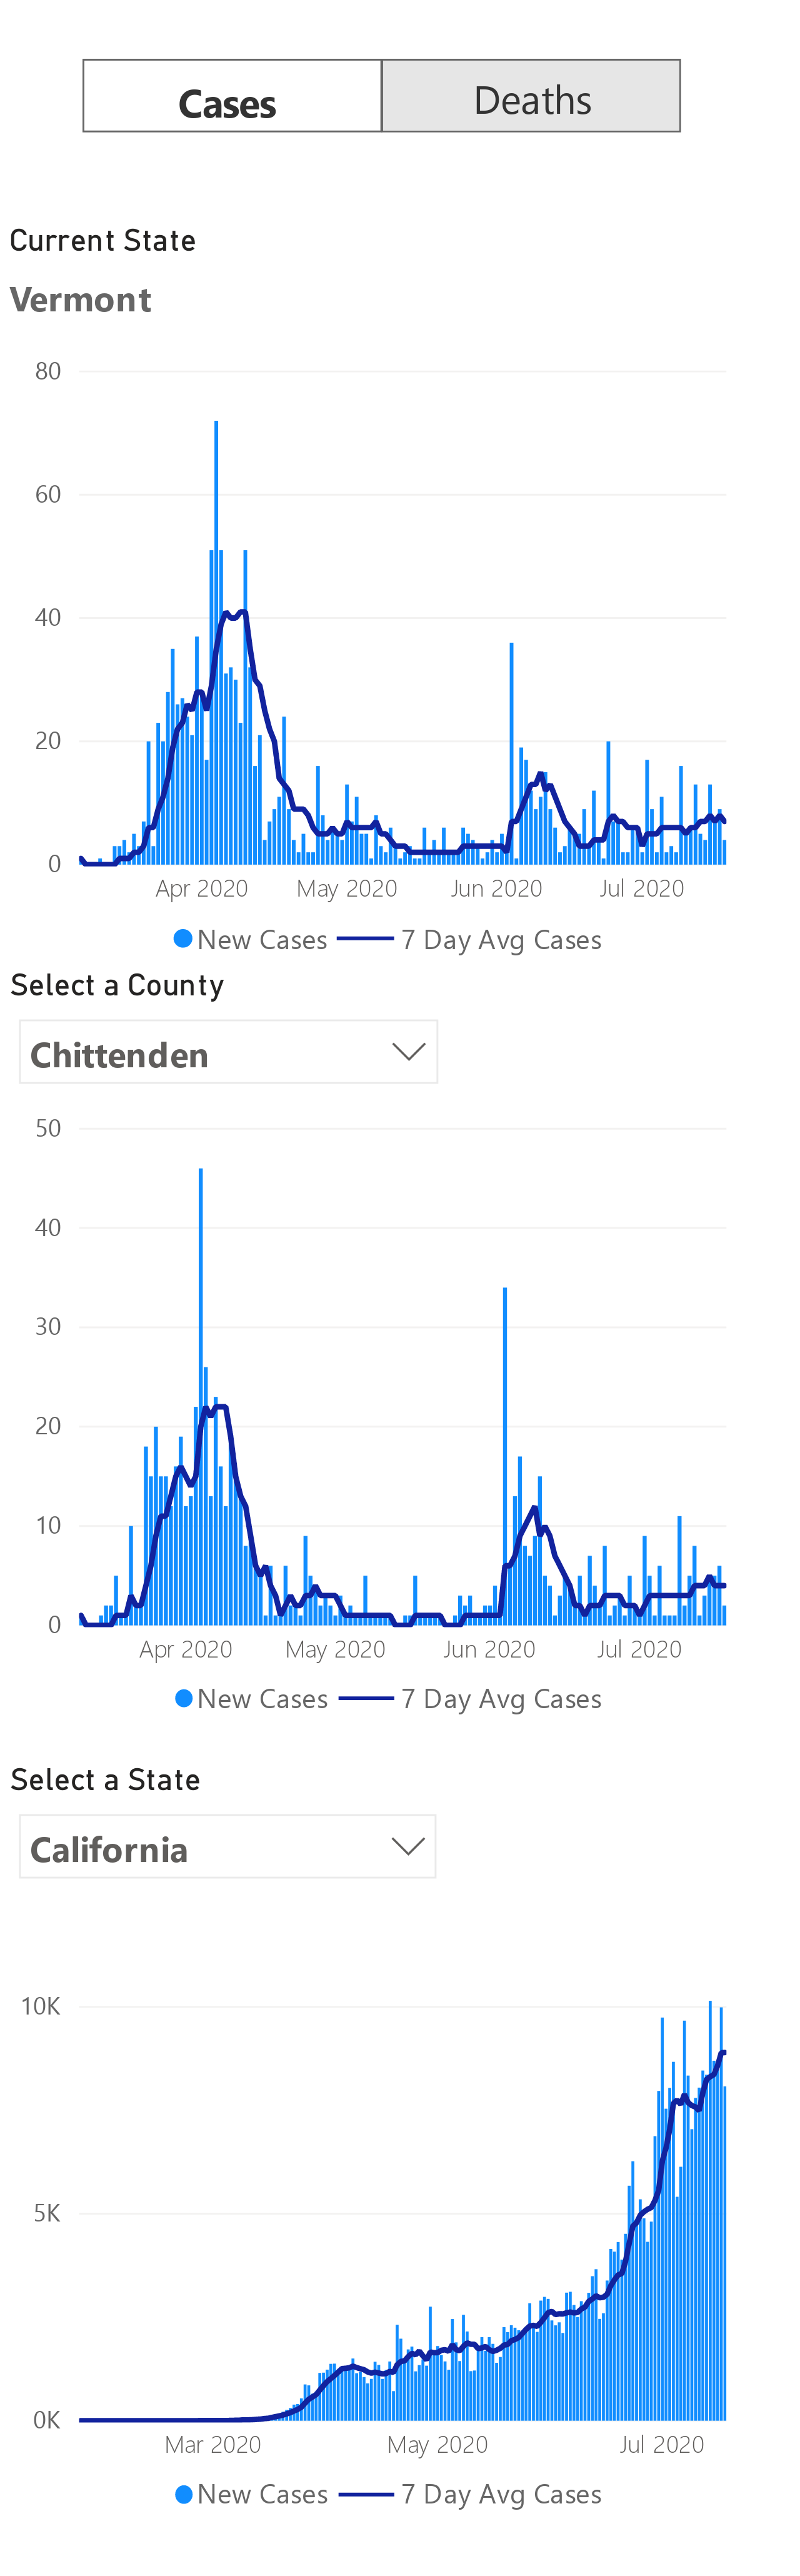 Cases Deaths
Current State
Vermont
80
60
40
20
0
Apr 2020 May 2020 Jun 2020 Jul 2020
New Cases 7 Day Avg Cases
Select a County
Chittenden
50
40
30
20
10
0
Apr 2020 May 2020 Jun 2020 Jul 2020
New Cases 7 Day Avg Cases
Select a State
California
10K
5K
0K
Mar 2020 May 2020 Jul 2020
New Cases 7 Day Avg Cases